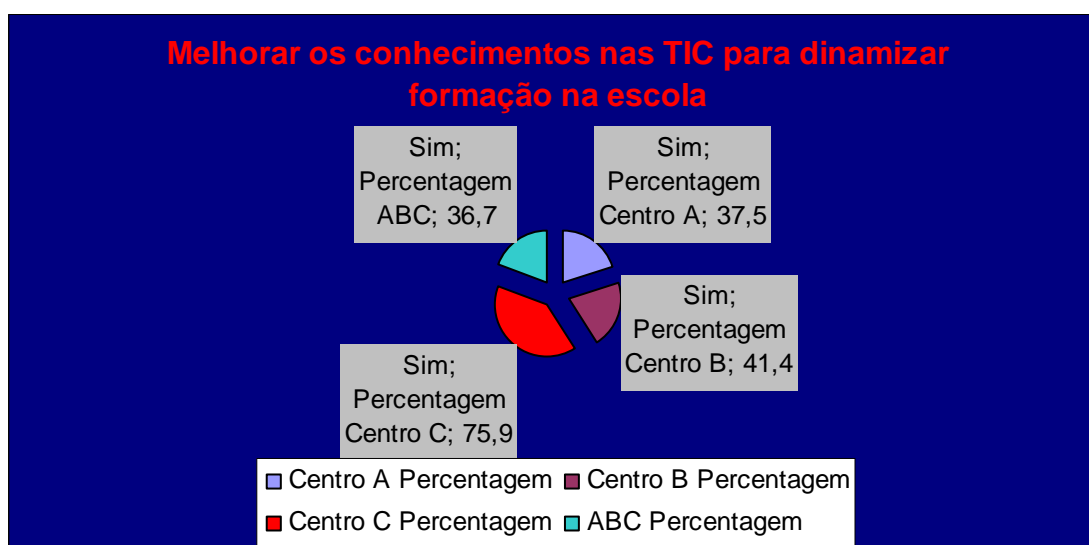 Melhorar os conhecimentos nas TIC para dinamizar
formação na escola
Sim;
Percentagem
ABC; 36,7
Sim;
Percentagem
Centro A; 37,5
Sim;
Percentagem
Centro B; 41,4
Sim;
Percentagem
Centro C; 75,9
Centro A Percentagem
Centro B Percentagem
Centro C Percentagem
ABC Percentagem